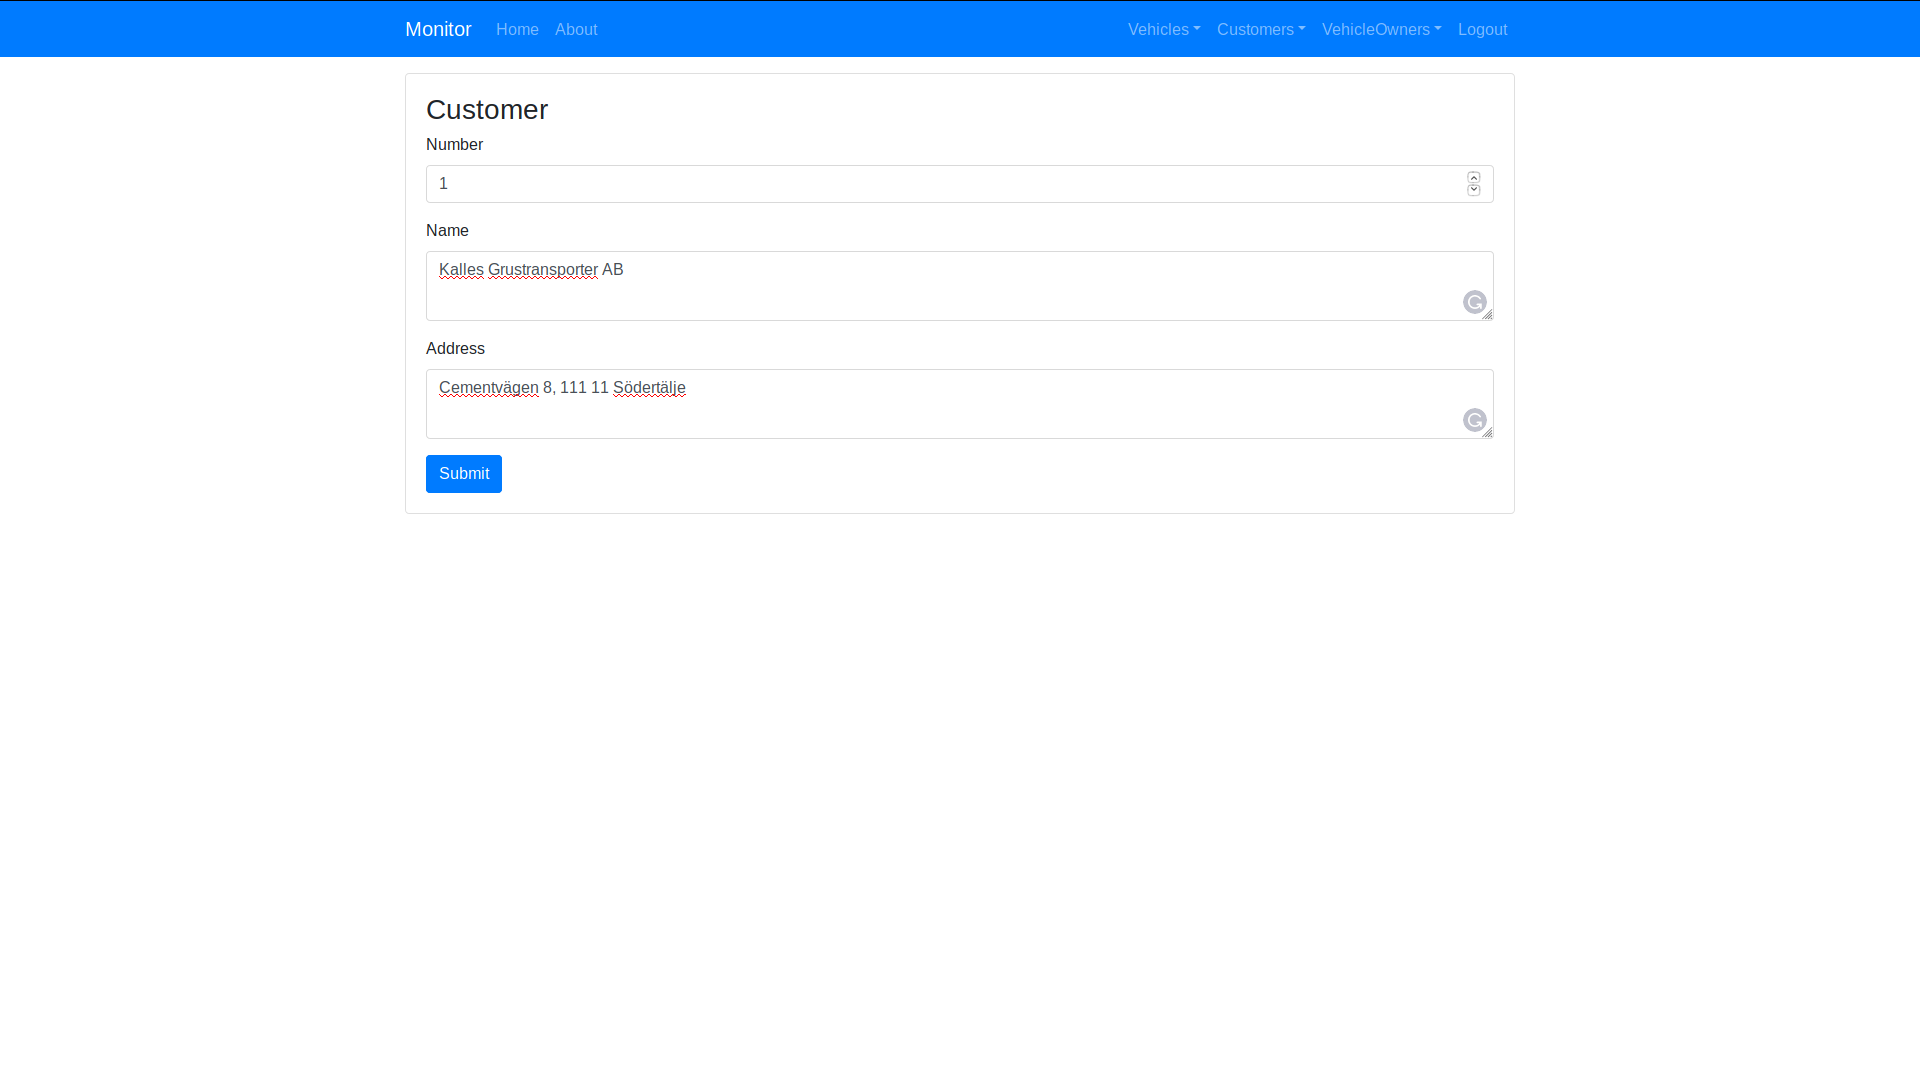 Monitor Home About Vehicles Customers VehicleOwners Logout
Customer
Number
1
Name
Kalles Grustransporter AB
Address
Cementvägen 8, 111 11 Södertälje
Submit